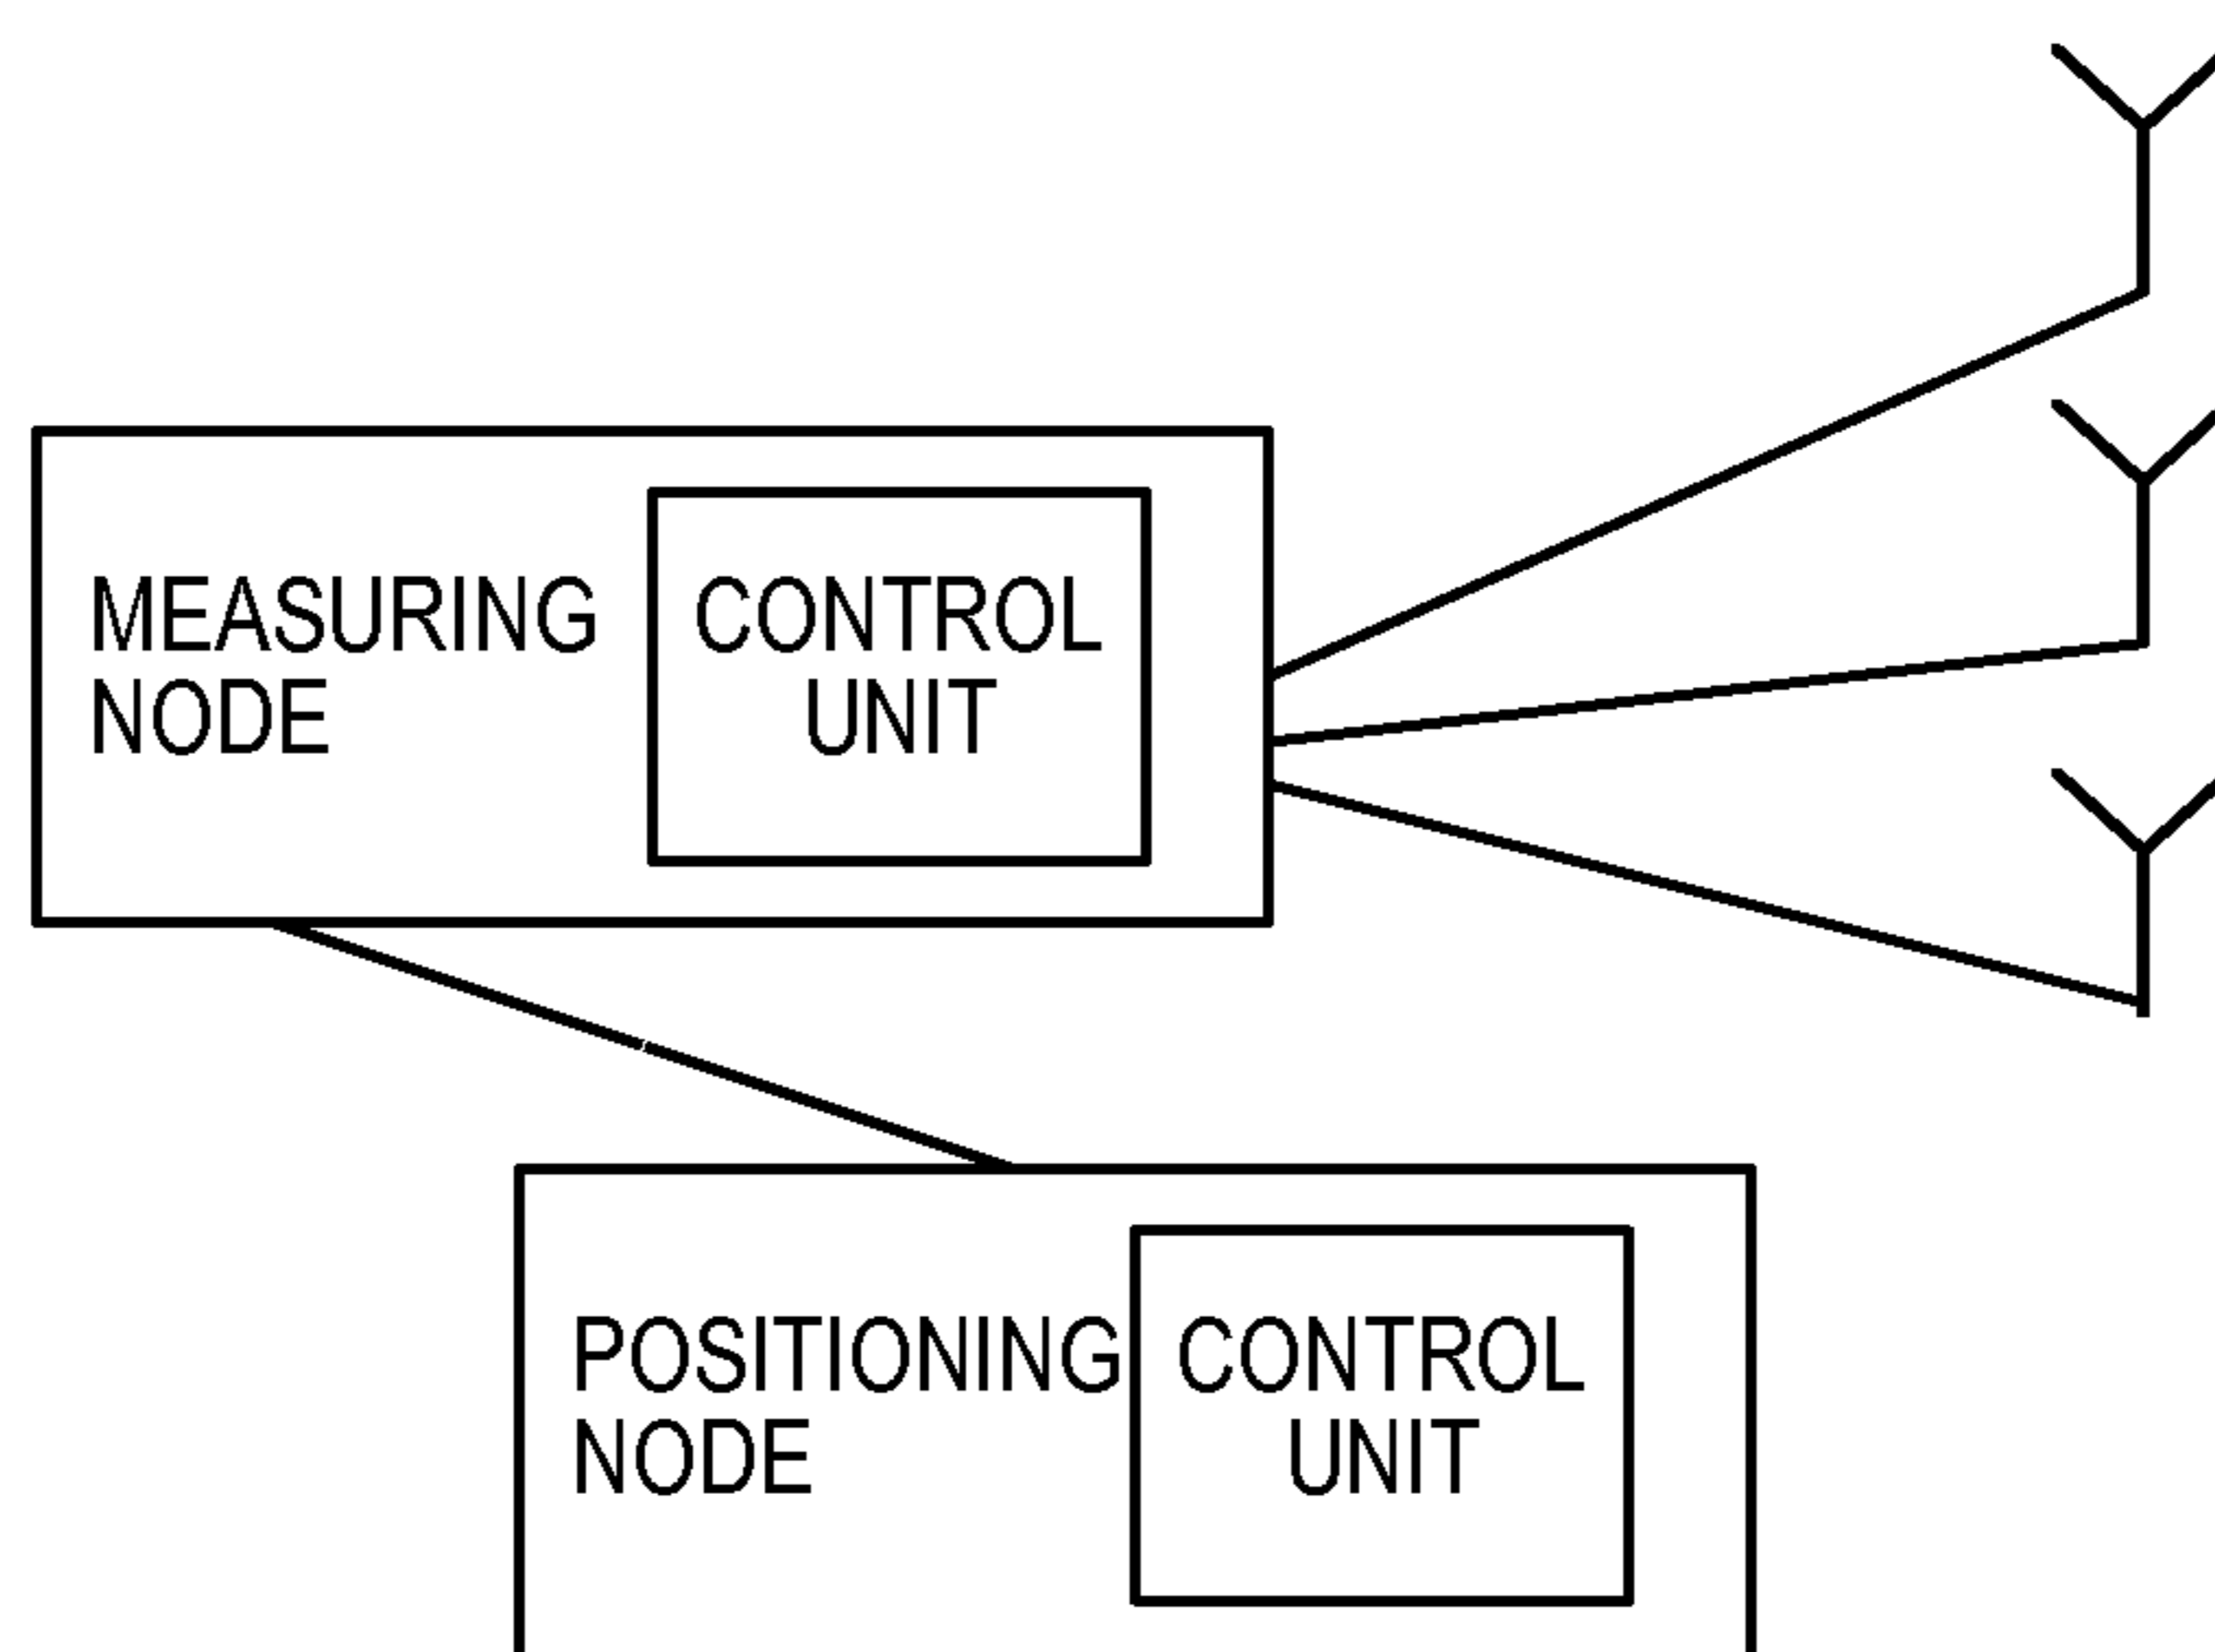 MEASURING
NODE
CONTROL
UNIT
POSITIONING
NODE
CONTROL
UNIT